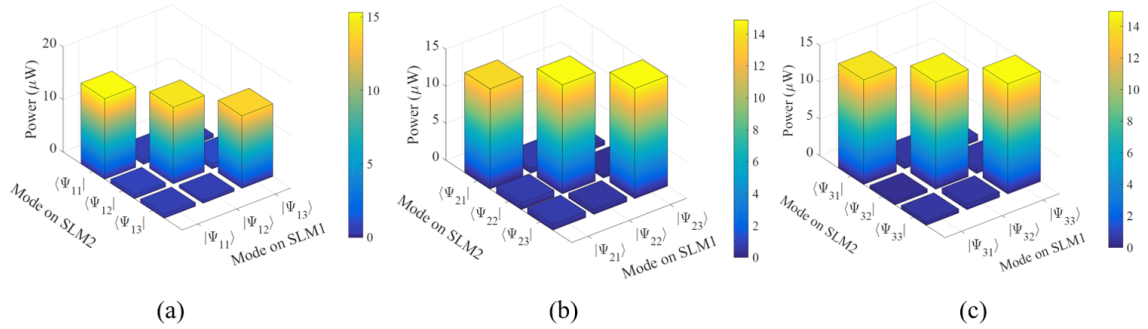 20
10
0
Power (μW)
⟨Ψ11|
⟨Ψ12|
⟨Ψ13|
Mode on SLM2
|Ψ11⟩
|Ψ12⟩
|Ψ13⟩
Mode on SLM1
15
10
5
0
(a)
15
10
5
0
Power (μW)
⟨Ψ21|
⟨Ψ22|
⟨Ψ23|
Mode on SLM2
|Ψ21⟩
|Ψ22⟩
|Ψ23⟩
Mode on SLM1
14
12
10
8
6
4
2
0
(b)
15
10
5
0
Power (μW)
⟨Ψ31|
⟨Ψ32|
⟨Ψ33|
Mode on SLM2
|Ψ31⟩
|Ψ32⟩
|Ψ33⟩
Mode on SLM1
14
12
10
8
6
4
2
0
(c)